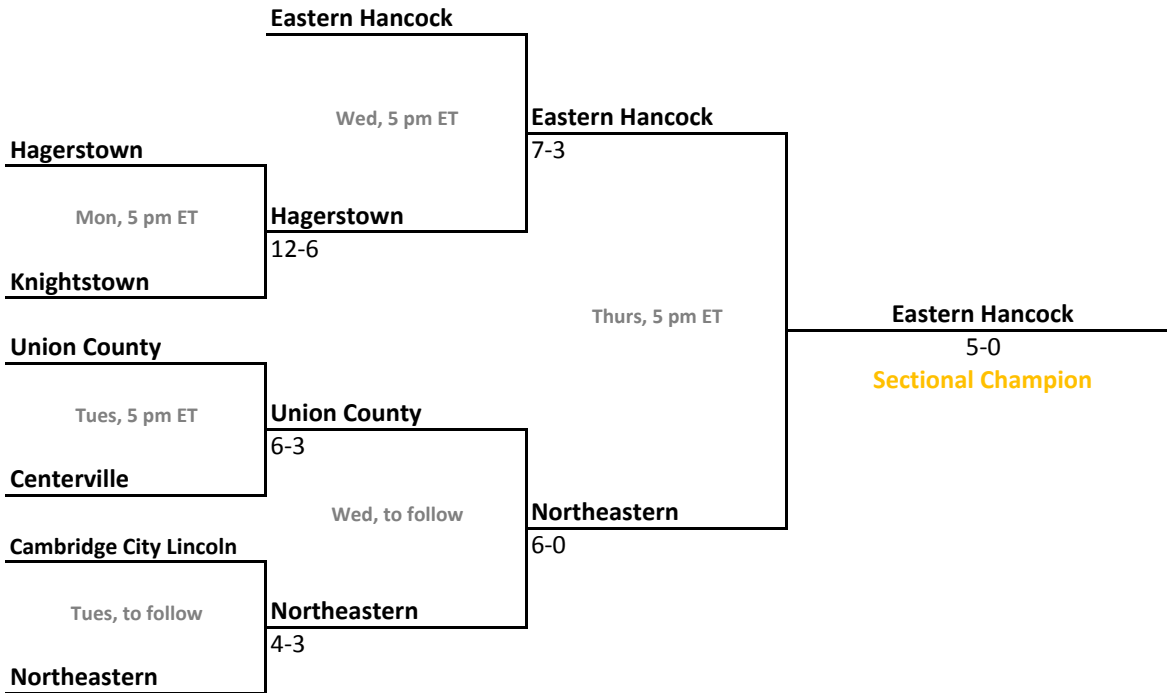 Eastern Hancock
Wed, 5 pm ET
Eastern Hancock
7-3
Hagerstown
Mon, 5 pm ET
Hagerstown
12-6
Knightstown
Thurs, 5 pm ET
Eastern Hancock
5-0
Sectional Champion
Union County
Tues, 5 pm ET
Union County
6-3
Centerville
Wed, to follow
Northeastern
6-0
Cambridge City Lincoln
Tues, to follow
Northeastern
4-3
Northeastern